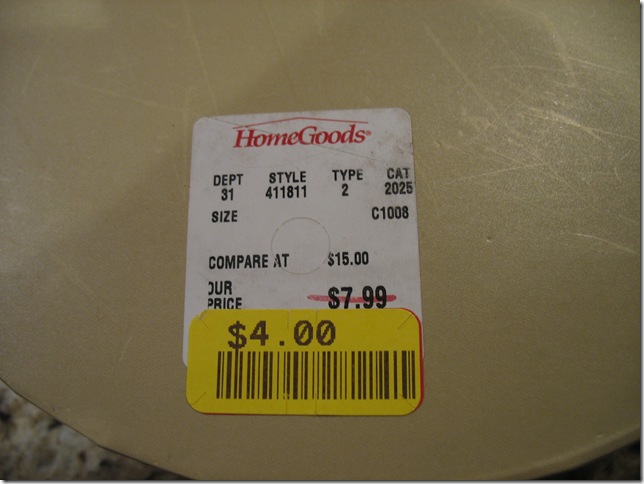 HomeGoods®
DEPT STYLE TYPE CAT
31 411811 2 2025
SIZE C1008
COMPARE AT $15.00
OUR
PRICE $7.99
$4.00